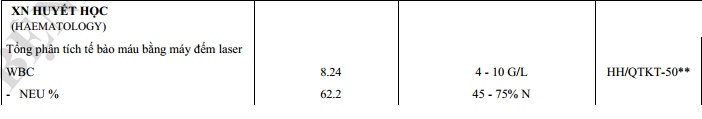 XN HUYẾT HỌC
(HAEMATOLOGY)
Tổng phân tích tế bào máu bằng máy đếm laser
WBC 8.24 4 - 10 G/L HH/QTKT-50**
- NEU % 62.2 45 - 75% N